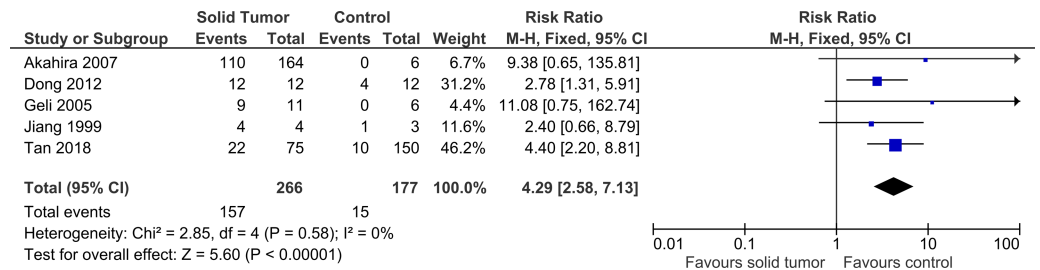 Solid Tumor Control Risk Ratio Risk Ratio
Study or Subgroup Events Total Events Total Weight M-H, Fixed, 95% CI M-H, Fixed, 95% CI
Akahira 2007 110 164 0 6 6.7% 9.38 [0.65, 135.81]
Dong 2012 12 12 4 12 31.2% 2.78 [1.31, 5.91]
Geli 2005 9 11 0 6 4.4% 11.08 [0.75, 162.74]
Jiang 1999 4 4 1 3 11.6% 2.40 [0.66, 8.79]
Tan 2018 22 75 10 150 46.2% 4.40 [2.20, 8.81]
Total (95% CI) 266 177 100.0% 4.29 [2.58, 7.13]
Total events 157 15
Heterogeneity: Chi² = 2.85, df = 4 (P = 0.58); I² = 0%
Test for overall effect: Z = 5.60 (P < 0.00001)
0.01 0.1 1 10 100
Favours solid tumor Favours control